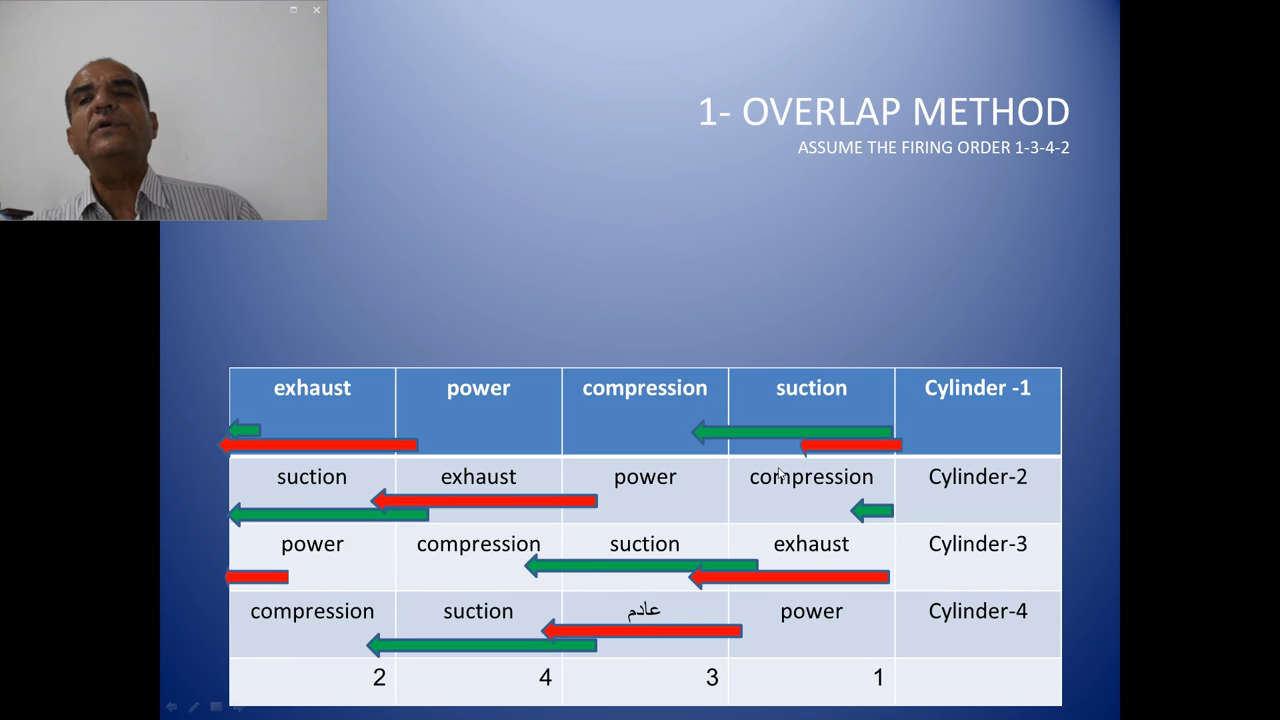 1- OVERLAP METHOD
ASSUME THE FIRING ORDER 1-3-4-2
exhaust power compression suction Cylinder -1
suction exhaust power compression Cylinder-2
power compression suction exhaust Cylinder-3
compression suction عادم power Cylinder-4
2 4 3 1